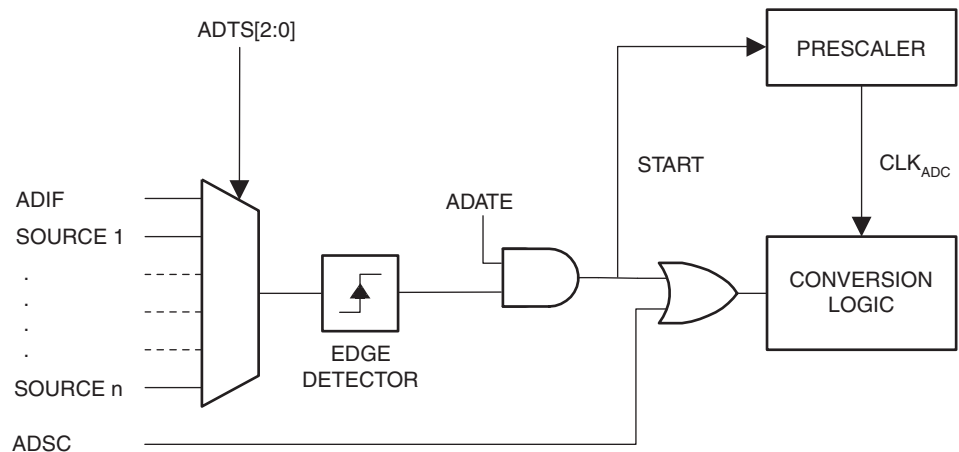 ADTS[2:0]
PRESCALER
START
CLKADC
ADIF
ADATE
SOURCE 1
.
.
.
.
CONVERSION
LOGIC
EDGE
DETECTOR
SOURCE n
ADSC